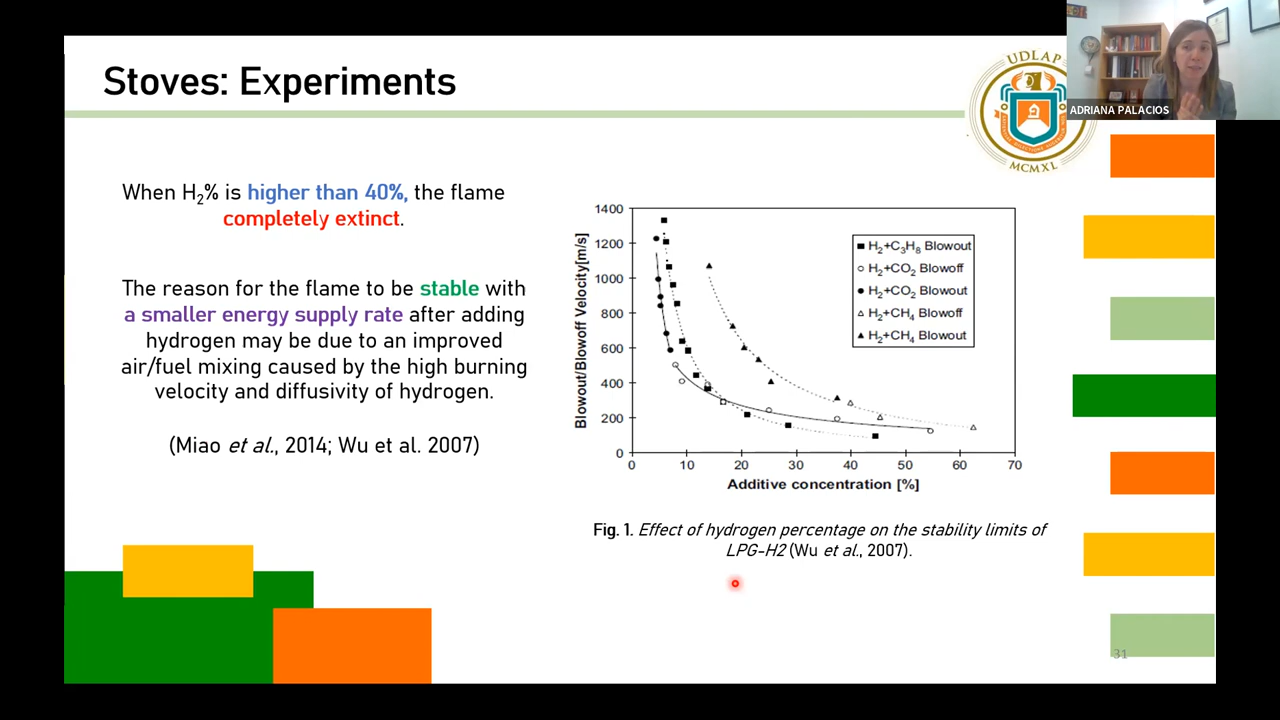 Stoves: Experiments
UDLAP
MCMXL
ADRIANA PALACIOS
When H₂% is higher than 40%, the flame
completely extinct.
The reason for the flame to be stable with
a smaller energy supply rate after adding
hydrogen may be due to an improved
air/fuel mixing caused by the high burning
velocity and diffusivity of hydrogen.
(Miao et al., 2014; Wu et al. 2007)
Blowout/Blowoff Velocity[m/s]
1400
1200
1000
800
600
400
200
0
0 10 20 30 40 50 60 70
Additive concentration [%]
H₂+C₃H₈ Blowout
H₂+CO₂ Blowoff
H₂+CO₂ Blowout
H₂+CH₄ Blowoff
H₂+CH₄ Blowout
Fig. 1. Effect of hydrogen percentage on the stability limits of
LPG-H2 (Wu et al., 2007).
31